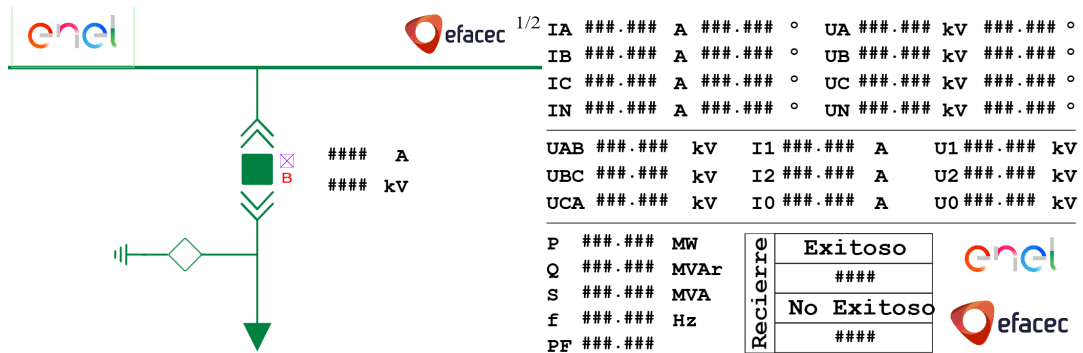 enel
efacec
1/2
B
#### A
#### kV
IA ###.### A ###.### ° UA ###.### kV ###.### °
IB ###.### A ###.### ° UB ###.### kV ###.### °
IC ###.### A ###.### ° UC ###.### kV ###.### °
IN ###.### A ###.### ° UN ###.### kV ###.### °
UAB ###.### kV I1 ###.### A U1 ###.### kV
UBC ###.### kV I2 ###.### A U2 ###.### kV
UCA ###.### kV I0 ###.### A U0 ###.### kV
P ###.### MW
Q ###.### MVAr
S ###.### MVA
f ###.### Hz
PF ###.###
Recierre
Exitoso
####
No Exitoso
####
enel
efacec